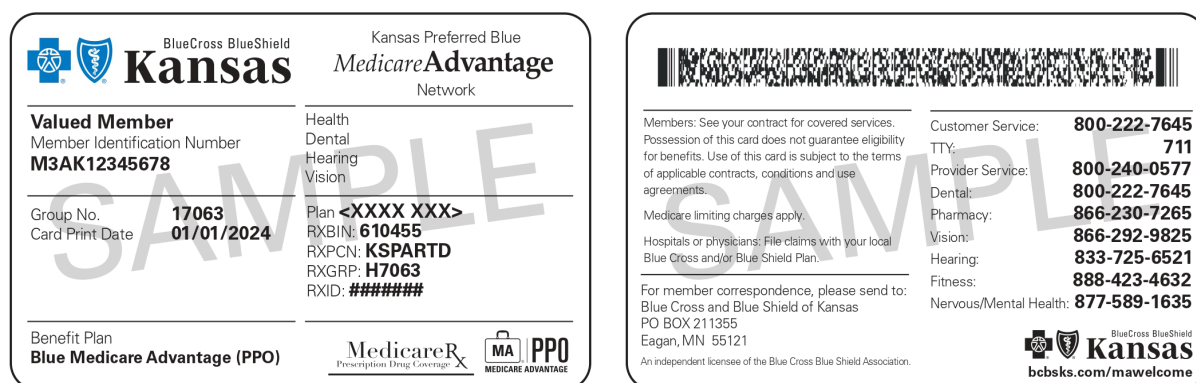 BlueCross BlueShield
Kansas
Kansas Preferred Blue
MedicareAdvantage
Network
Valued Member
Member Identification Number
M3AK12345678
Health
Dental
Hearing
Vision
Group No. 17063
Card Print Date 01/01/2024
Plan <XXXX XXX>
RXBIN: 610455
RXPCN: KSPARTD
RXGRP: H7063
RXID: #######
Benefit Plan
Blue Medicare Advantage (PPO)
MedicareRx
Prescription Drug Coverage
MA PPO
MEDICARE ADVANTAGE
SAMPLE
Members: See your contract for covered services.
Possession of this card does not guarantee eligibility
for benefits. Use of this card is subject to the terms
of applicable contracts, conditions and use
agreements.
Medicare limiting charges apply.
Hospitals or physicians: File claims with your local
Blue Cross and/or Blue Shield Plan.
For member correspondence, please send to:
Blue Cross and Blue Shield of Kansas
PO BOX 211355
Eagan, MN 55121
An independent licensee of the Blue Cross Blue Shield Association.
Customer Service: 800-222-7645
TTY: 711
Provider Service: 800-240-0577
Dental: 800-222-7645
Pharmacy: 866-230-7265
Vision: 866-292-9825
Hearing: 833-725-6521
Fitness: 888-423-4632
Nervous/Mental Health: 877-589-1635
BlueCross BlueShield
Kansas
bcbsks.com/mawelcome
SAMPLE